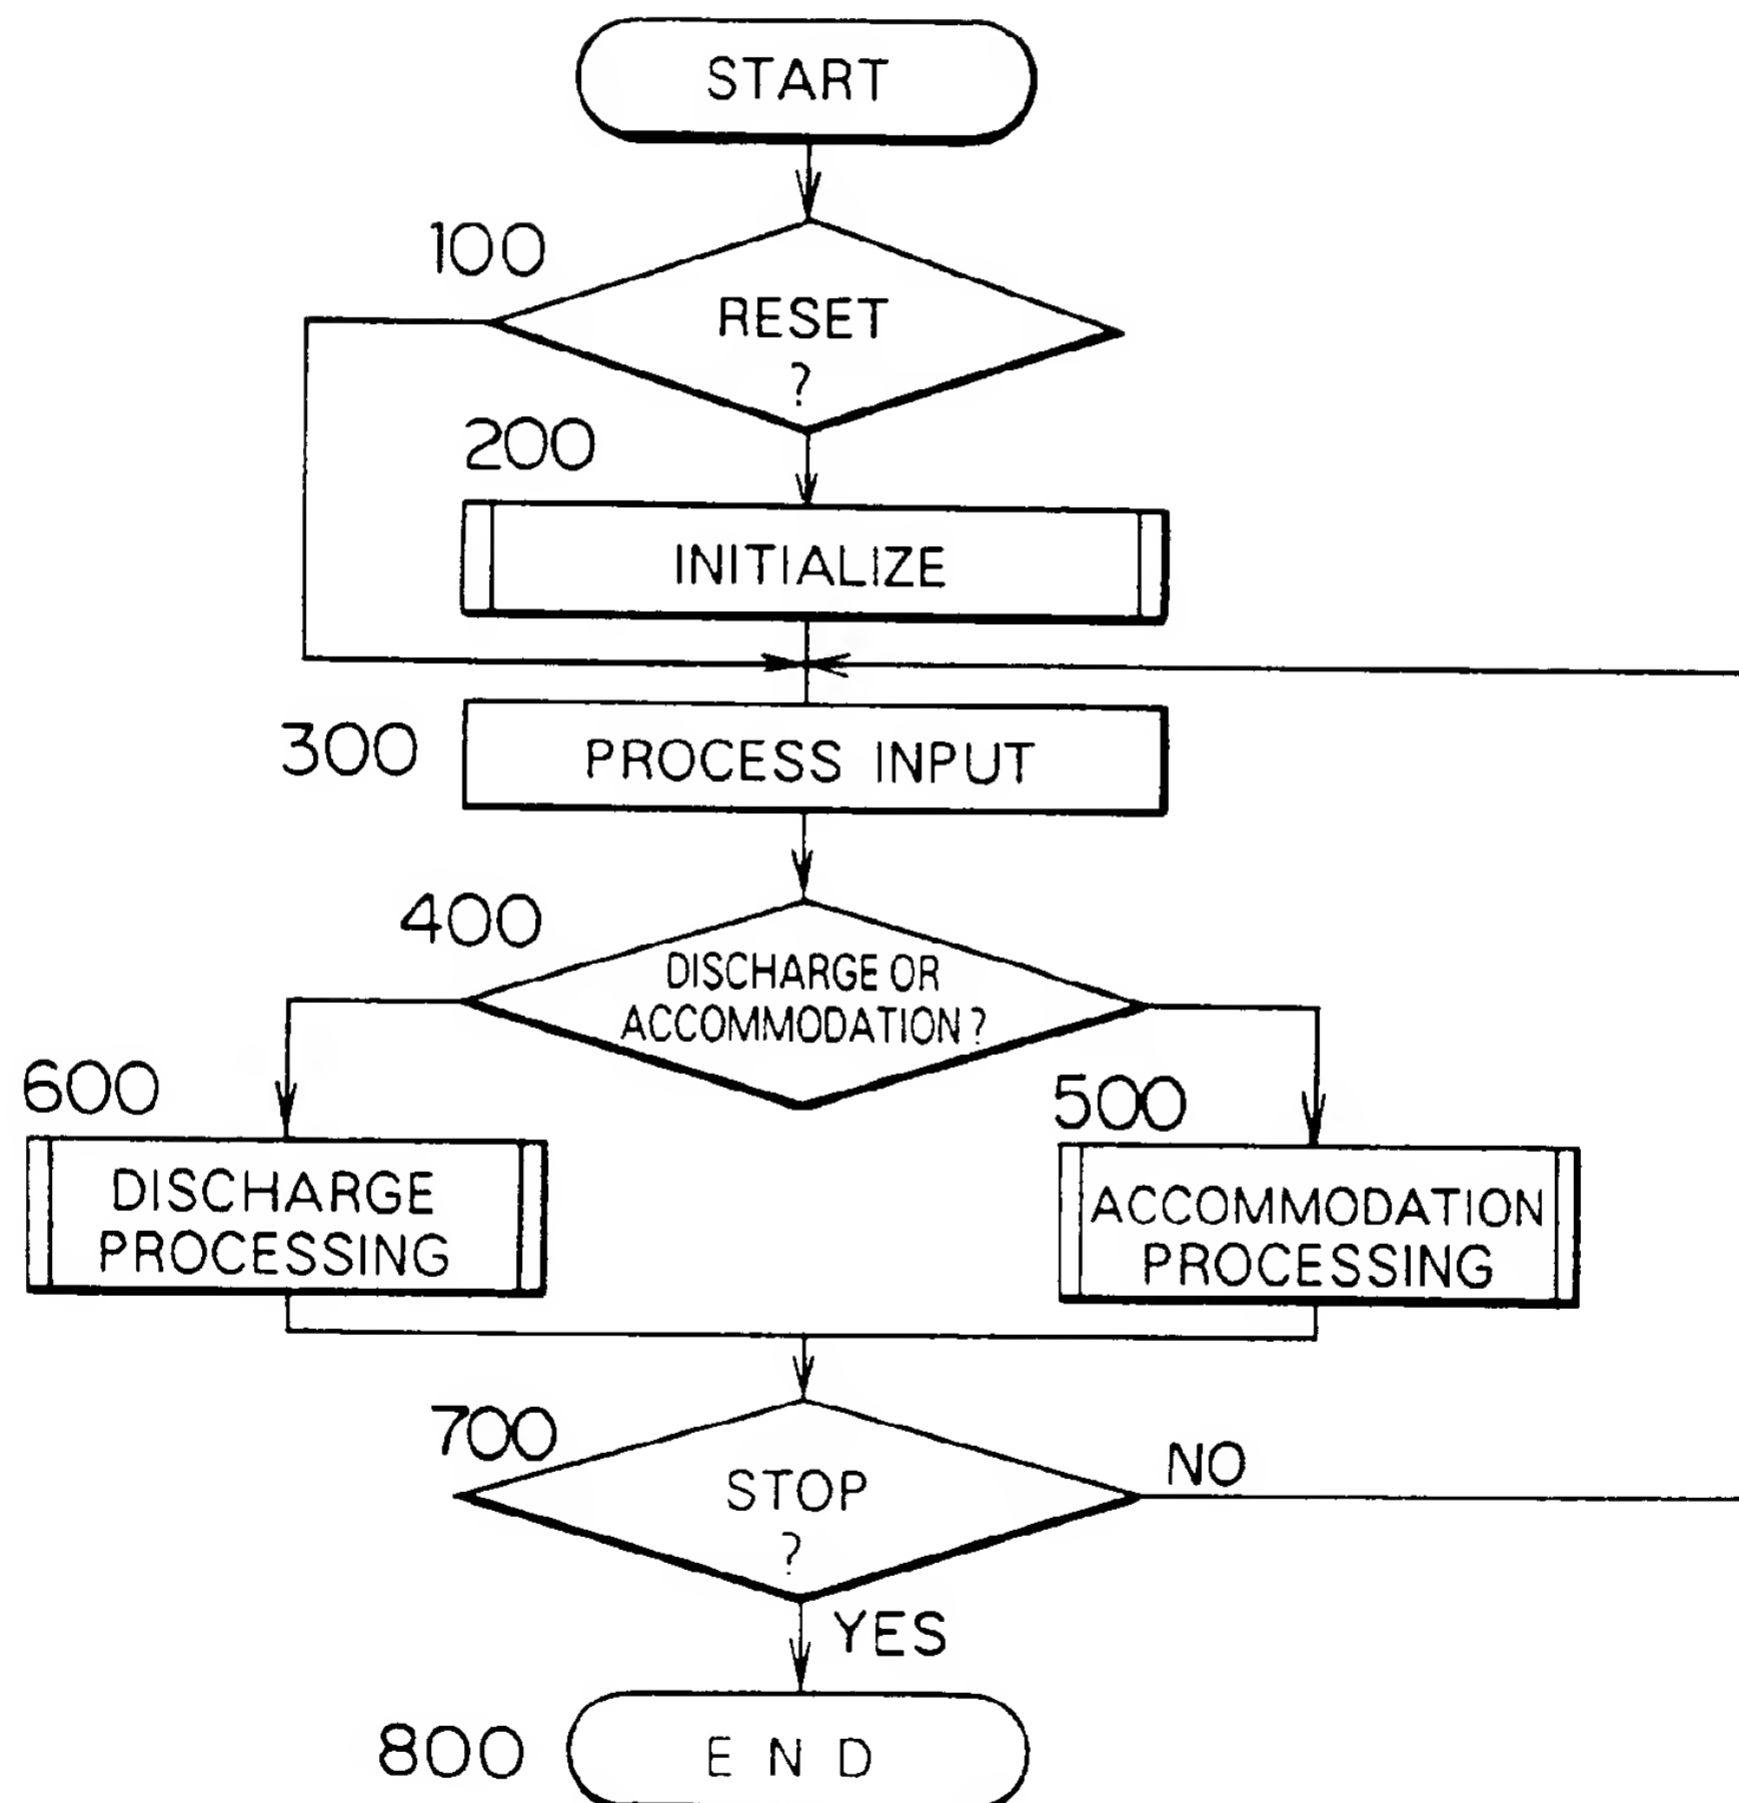 START
100
RESET
?
200
INITIALIZE
300
PROCESS INPUT
400
DISCHARGE OR
ACCOMMODATION?
600
DISCHARGE
PROCESSING
500
ACCOMMODATION
PROCESSING
700
STOP
?
NO
YES
800
END